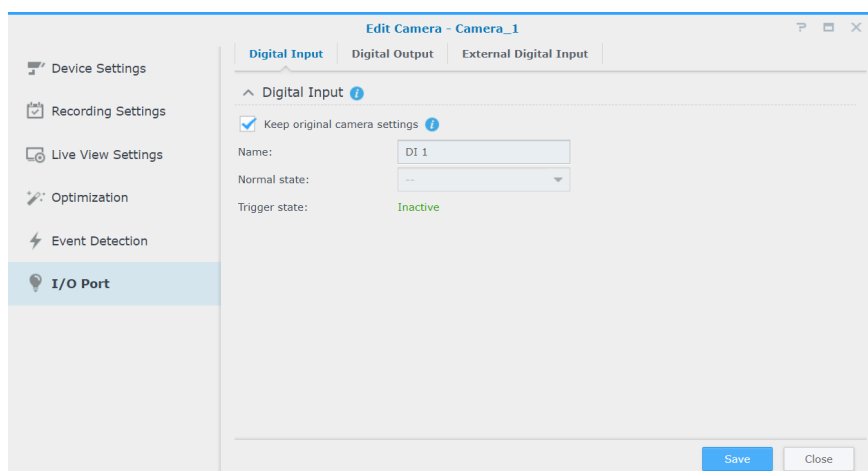 Edit Camera - Camera_1
Device Settings
Recording Settings
Live View Settings
Optimization
Event Detection
I/O Port
Digital Input Digital Output External Digital Input
Digital Input
Keep original camera settings
Name: DI 1
Normal state: --
Trigger state: Inactive
Save Close